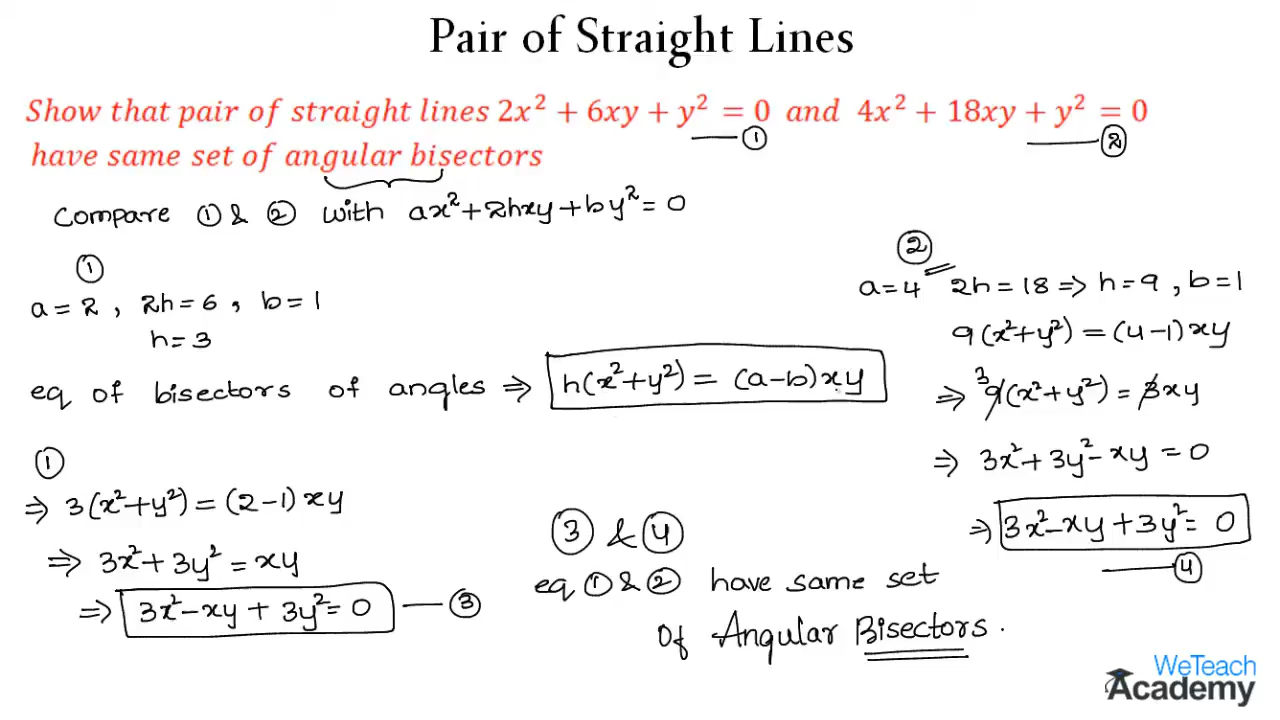 Pair of Straight Lines
Show that pair of straight lines 2x² + 6xy + y² = 0 and 4x² + 18xy + y² = 0
① ②
have same set of angular bisectors
Compare ① & ② with ax²+2hxy+by² = 0
①
a = 2 , 2h = 6 , b = 1
h = 3
eq of bisectors of angles ⇒ h(x²+y²) = (a-b)xy
①
⇒ 3(x²+y²) = (2-1)xy
⇒ 3x²+3y² = xy
⇒ 3x²-xy+3y² = 0 — ③
②
a=4 2h = 18 ⇒ h = 9 , b = 1
9(x²+y²) = (4-1)xy
⇒ 3 9(x²+y²) = 3xy
⇒ 3x²+3y²-xy = 0
⇒ 3x²-xy+3y² = 0
— ④
③ & ④
eq ① & ② have same set
Of Angular Bisectors .
WeTeach
Academy